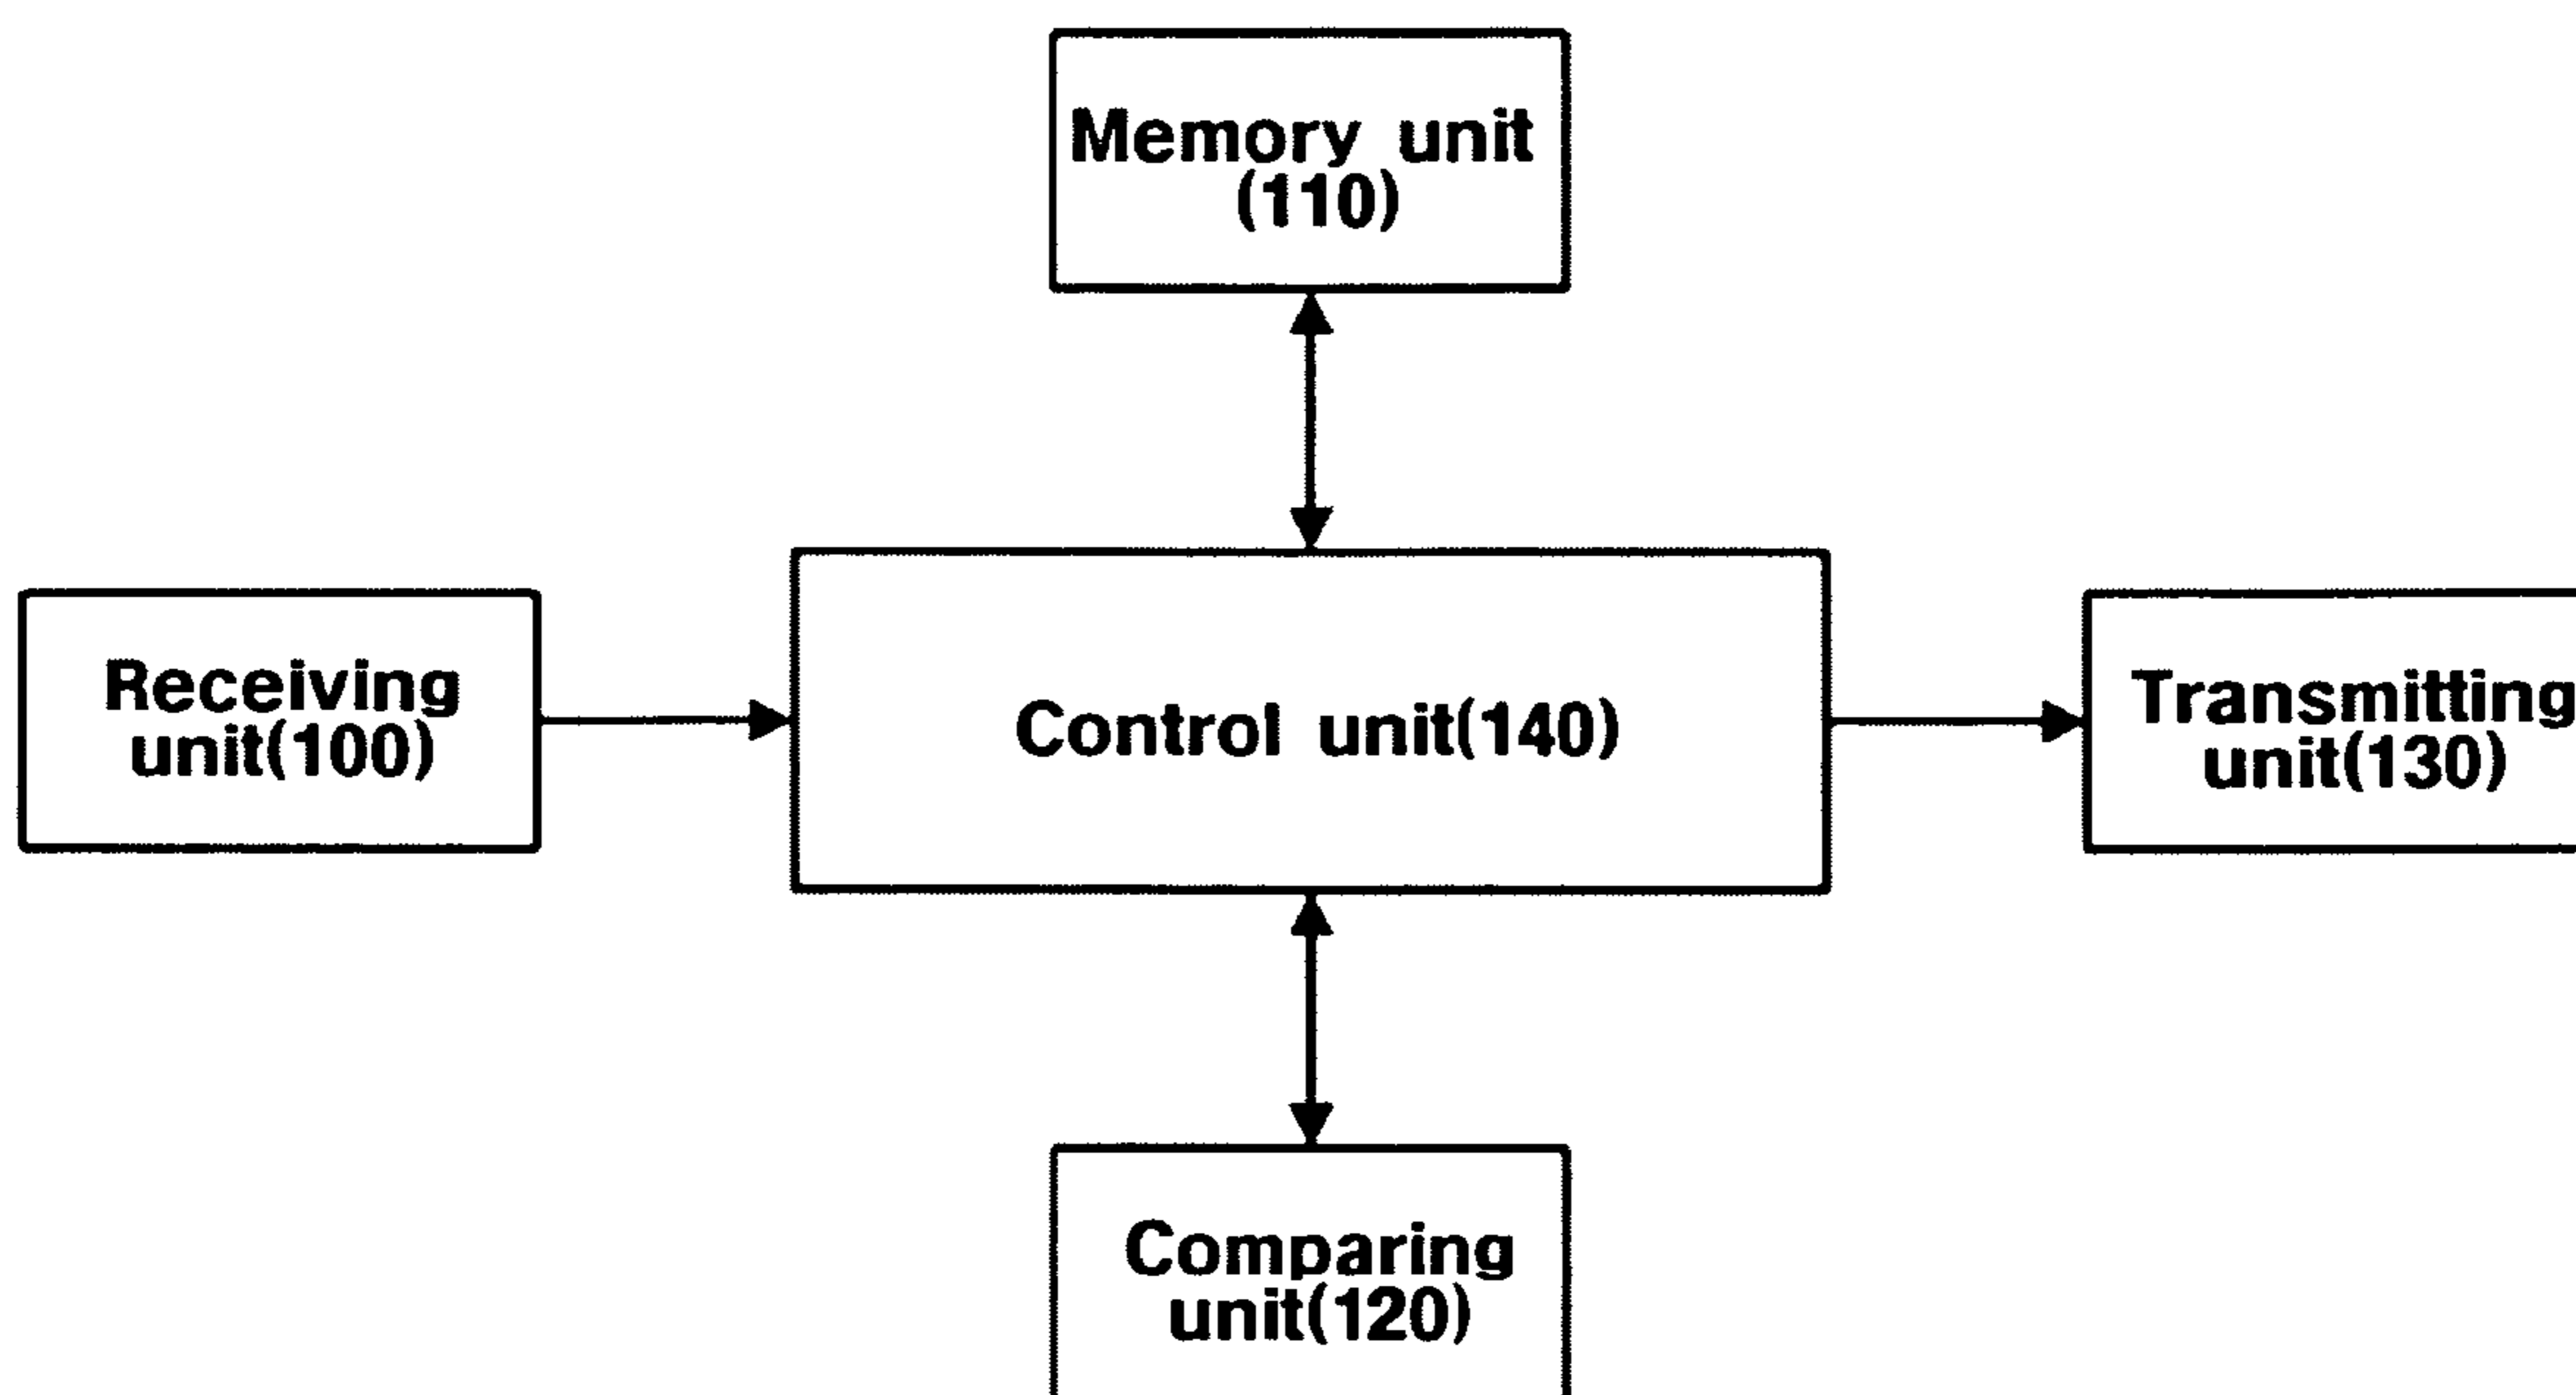 Memory unit
(110)
Receiving
unit(100)
Control unit(140)
Transmitting
unit(130)
Comparing
unit(120)